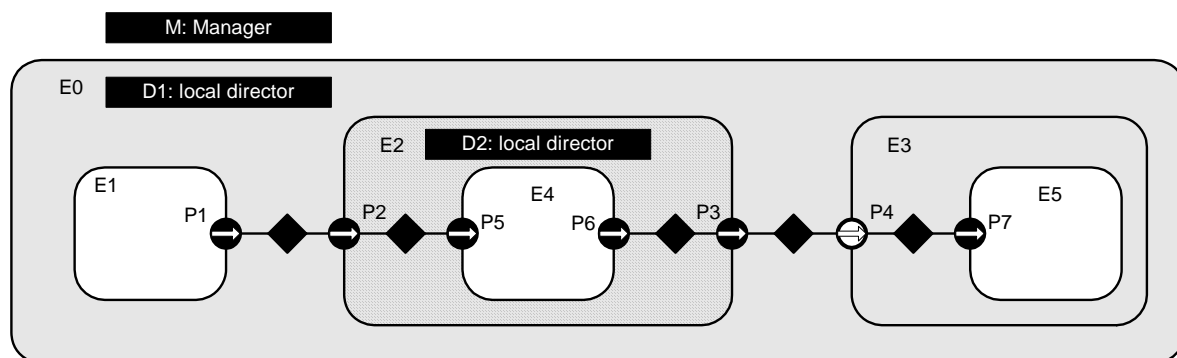 M: Manager
E0
D1: local director
E2
D2: local director
E3
E1
E4
E5
P1
P2
P5
P6
P3
P4
P7